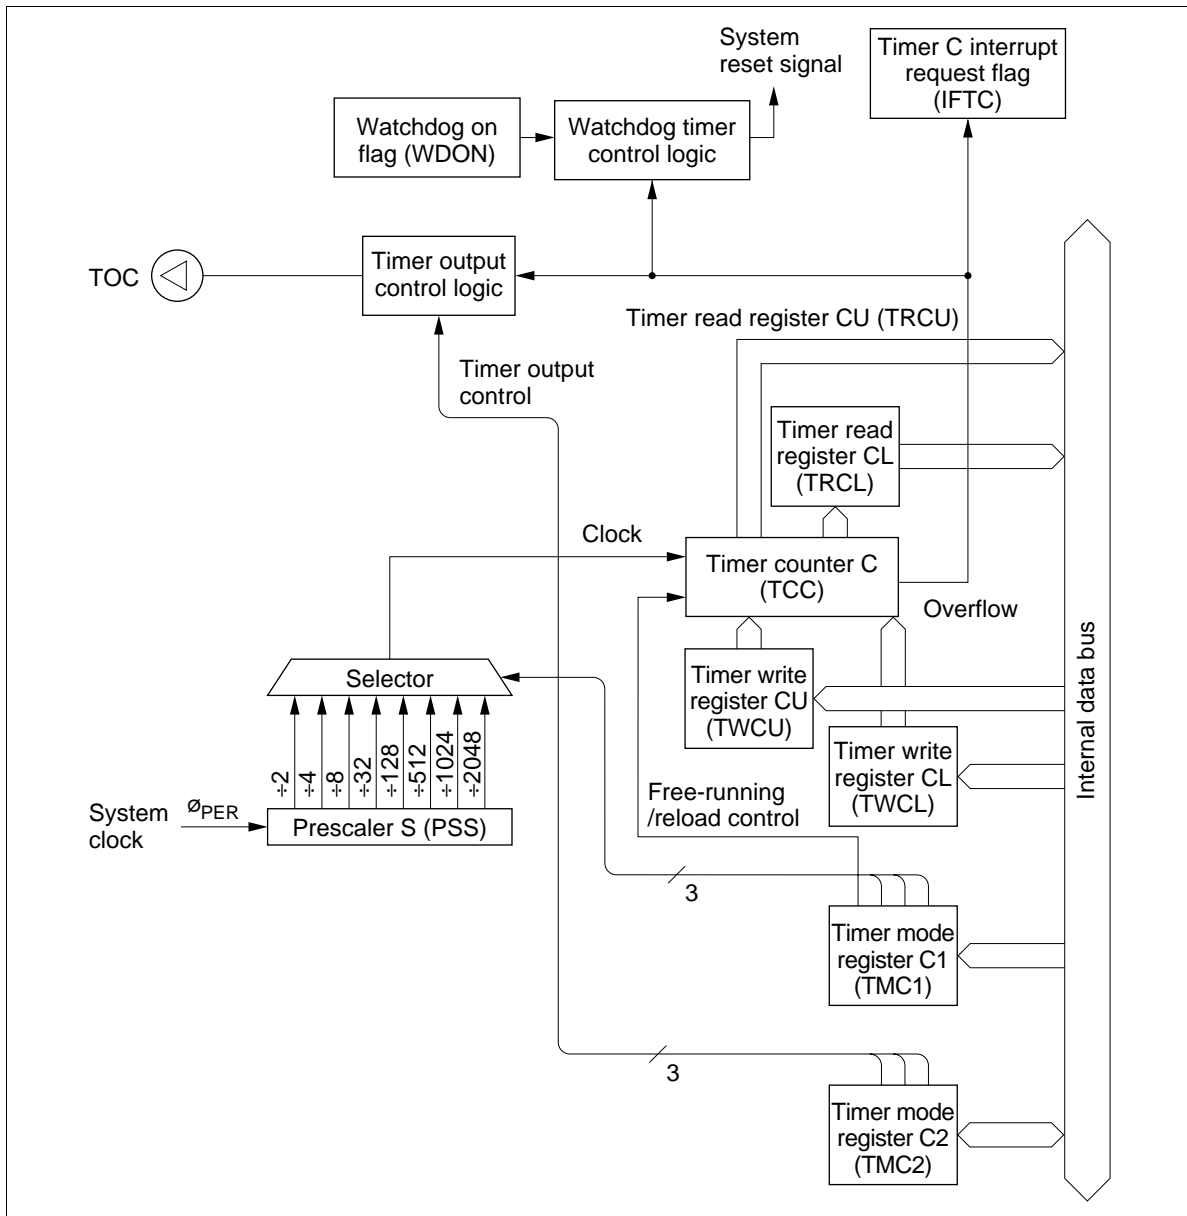 System
reset signal
Timer C interrupt
request flag
(IFTC)
Watchdog on
flag (WDON)
Watchdog timer
control logic
TOC
Timer output
control logic
Timer read register CU (TRCU)
Timer output
control
Timer read
register CL
(TRCL)
Clock
Timer counter C
(TCC)
Overflow
Internal data bus
Selector
Timer write
register CU
(TWCU)
Timer write
register CL
(TWCL)
÷2
÷4
÷8
÷32
÷128
÷512
÷1024
÷2048
System
clock
øPER
Prescaler S (PSS)
Free-running
/reload control
3
Timer mode
register C1
(TMC1)
3
Timer mode
register C2
(TMC2)